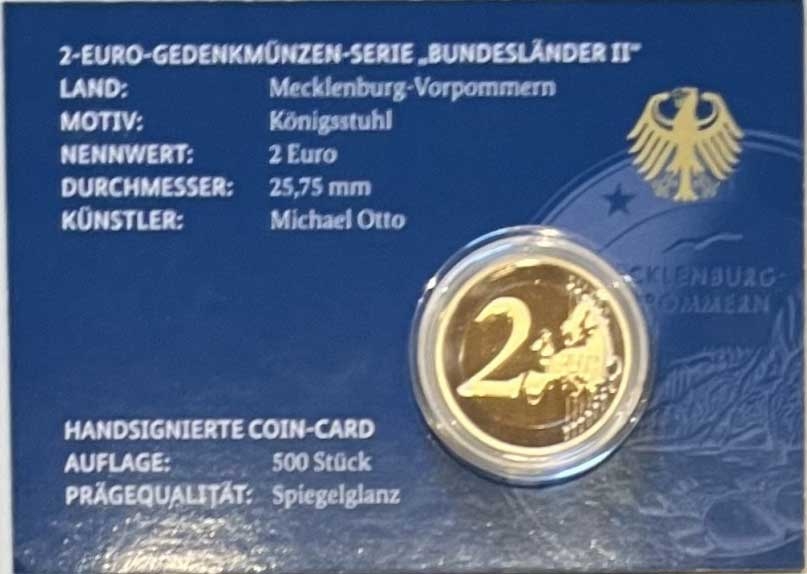 2-EURO-GEDENKMÜNZEN-SERIE „BUNDESLÄNDER II“
LAND: Mecklenburg-Vorpommern
MOTIV: Königsstuhl
NENNWERT: 2 Euro
DURCHMESSER: 25,75 mm
KÜNSTLER: Michael Otto
CKLENBURG-
POMMERN
2 EURO
HANDSIGNIERTE COIN-CARD
AUFLAGE: 500 Stück
PRÄGEQUALITÄT: Spiegelglanz